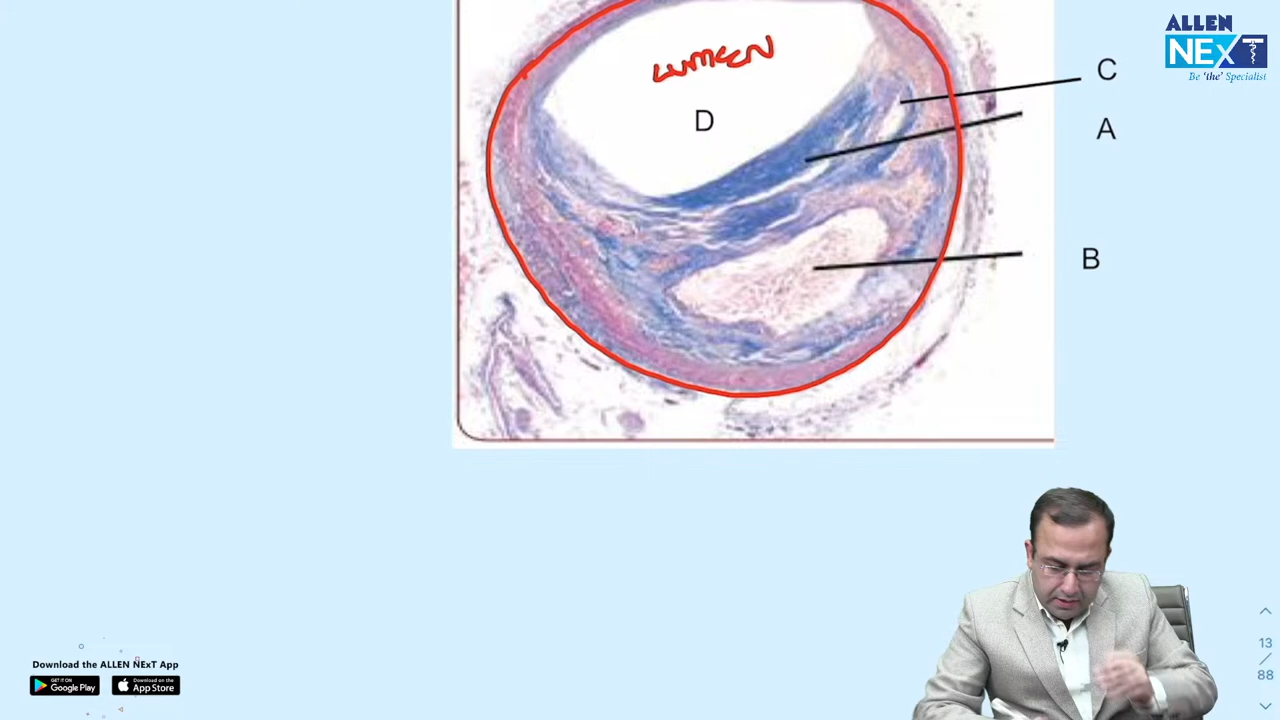 ALLEN
NEXT
Be 'the' Specialist
LUMEN
C
D
A
B
13
/
88
Download the ALLEN NExT App
GET IT ON
Google Play
Download on the
App Store